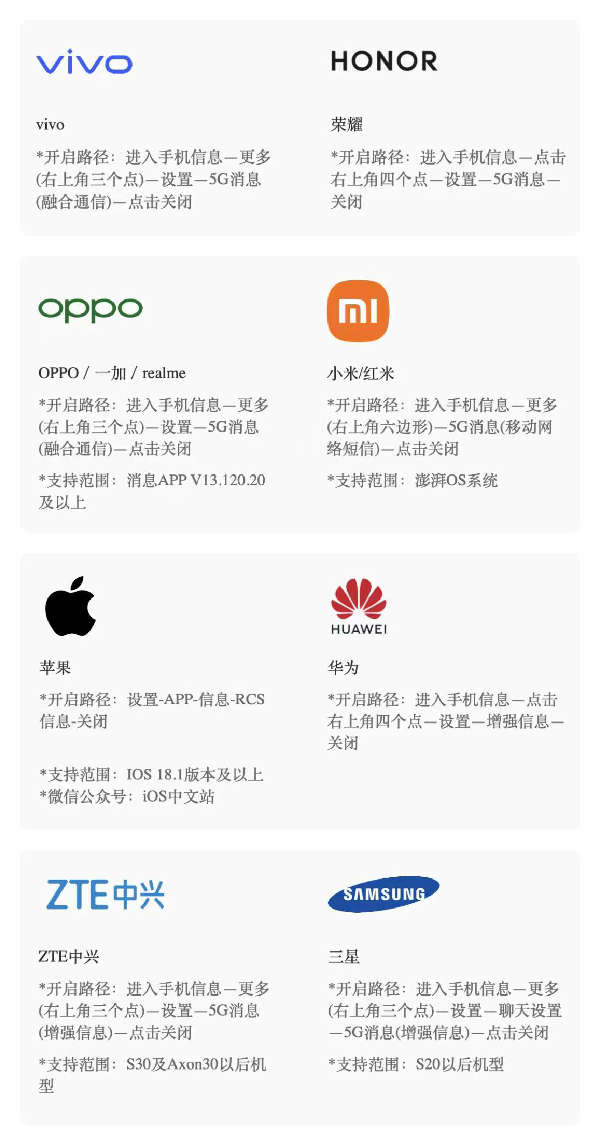 vivo
vivo
*开启路径：进入手机信息—更多
(右上角三个点)—设置—5G消息
(融合通信)—点击关闭
HONOR
荣耀
*开启路径：进入手机信息—点击
右上角四个点—设置—5G消息—
关闭
oppo
OPPO / 一加 / realme
*开启路径：进入手机信息—更多
(右上角三个点)—设置—5G消息
(融合通信)—点击关闭
*支持范围：消息APP V13.120.20
及以上
mi
小米/红米
*开启路径：进入手机信息—更多
(右上角六边形)—5G消息(移动网
络短信)—点击关闭
*支持范围：澎湃OS系统
苹果
*开启路径：设置-APP-信息-RCS
信息-关闭
*支持范围：IOS 18.1版本及以上
*微信公众号：iOS中文站
HUAWEI
华为
*开启路径：进入手机信息—点击
右上角四个点—设置—增强信息—
关闭
ZTE中兴
ZTE中兴
*开启路径：进入手机信息—更多
(右上角三个点)—设置—5G消息
(增强信息)—点击关闭
*支持范围：S30及Axon30以后机
型
SAMSUNG
三星
*开启路径：进入手机信息—更多
(右上角三个点)—设置—聊天设置
—5G消息(增强信息)—点击关闭
*支持范围：S20以后机型